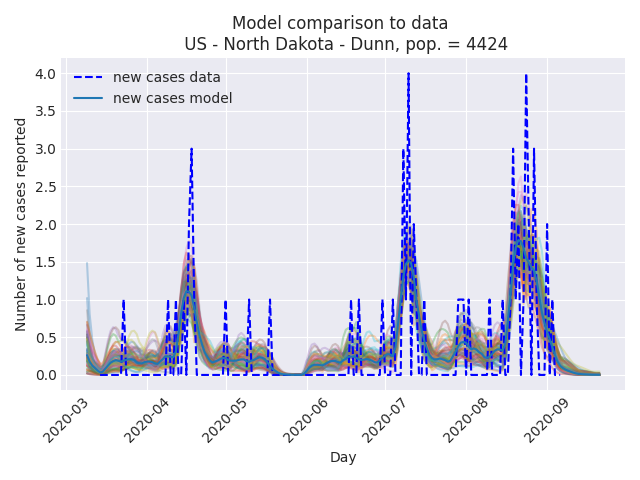 Model comparison to data
US - North Dakota - Dunn, pop. = 4424
new cases data
new cases model
Number of new cases reported
4.0
3.5
3.0
2.5
2.0
1.5
1.0
0.5
0.0
2020-03
2020-04
2020-05
2020-06
2020-07
2020-08
2020-09
Day